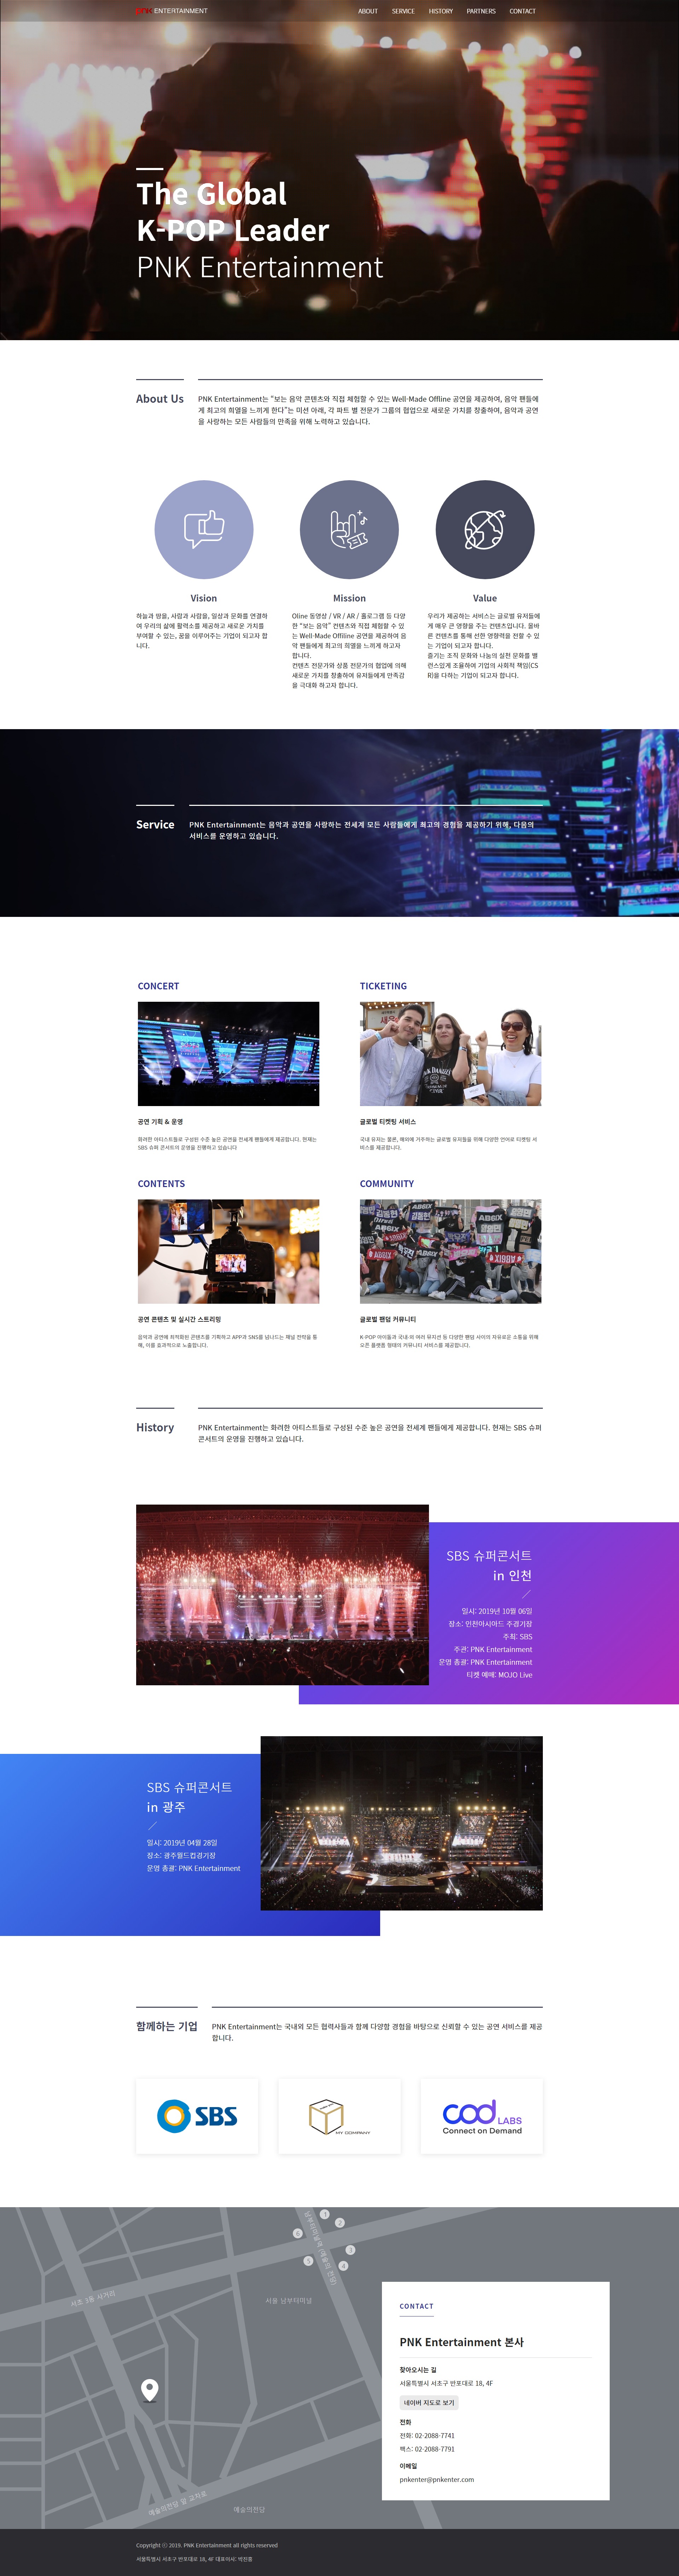 PNK ENTERTAINMENT
ABOUT SERVICE HISTORY PARTNERS CONTACT
The Global
K-POP Leader
PNK Entertainment
About Us
PNK Entertainment는 "보는 음악 콘텐츠와 직접 체험할 수 있는 Well-Made Offline 공연을 제공하여, 음악 팬들에
게 최고의 희열을 느끼게 한다"는 미션 아래, 각 파트 별 전문가 그룹의 협업으로 새로운 가치를 창출하여, 음악과 공연
을 사랑하는 모든 사람들의 만족을 위해 노력하고 있습니다.
Vision
하늘과 땅을, 사람과 사람을, 일상과 문화를 연결하
여 우리의 삶에 활력소를 제공하고 새로운 가치를
부여할 수 있는, 꿈을 이루어주는 기업이 되고자 합
니다.
Mission
Oline 동영상 / VR / AR / 홀로그램 등 다양
한 "보는 음악" 컨텐츠와 직접 체험할 수 있
는 Well-Made Offiline 공연을 제공하여 음
악 팬들에게 최고의 희열을 느끼게 하고자
합니다.
컨텐츠 전문가와 상품 전문가의 협업에 의해
새로운 가치를 창출하여 유저들에게 만족감
을 극대화 하고자 합니다.
Value
우리가 제공하는 서비스는 글로벌 유저들에
게 매우 큰 영향을 주는 컨텐츠입니다. 올바
른 컨텐츠를 통해 선한 영향력을 전할 수 있
는 기업이 되고자 합니다.
즐기는 조직 문화와 나눔의 실천 문화를 밸
런스있게 조율하여 기업의 사회적 책임(CS
R)을 다하는 기업이 되고자 합니다.
Service
PNK Entertainment는 음악과 공연을 사랑하는 전세계 모든 사람들에게 최고의 경험을 제공하기 위해, 다음의
서비스를 운영하고 있습니다.
CONCERT
공연 기획 & 운영
화려한 아티스트들로 구성된 수준 높은 공연을 전세계 팬들에게 제공합니다. 현재는
SBS 슈퍼 콘서트의 운영을 진행하고 있습니다
TICKETING
글로벌 티켓팅 서비스
국내 유저는 물론, 해외에 거주하는 글로벌 유저들을 위해 다양한 언어로 티켓팅 서
비스를 제공합니다.
CONTENTS
공연 콘텐츠 및 실시간 스트리밍
음악과 공연에 최적화된 콘텐츠를 기획하고 APP과 SNS를 넘나드는 채널 전략을 통
해, 이를 효과적으로 노출합니다.
COMMUNITY
AB6IX
AB6IX
글로벌 팬덤 커뮤니티
K-POP 아이돌과 국내·외 여러 뮤지션 등 다양한 팬덤 사이의 자유로운 소통을 위해
오픈 플랫폼 형태의 커뮤니티 서비스를 제공합니다.
History
PNK Entertainment는 화려한 아티스트들로 구성된 수준 높은 공연을 전세계 팬들에게 제공합니다. 현재는 SBS 슈퍼
콘서트의 운영을 진행하고 있습니다.
SBS 슈퍼콘서트
in 인천
일시: 2019년 10월 06일
장소: 인천아시아드 주경기장
주최: SBS
주관: PNK Entertainment
운영 총괄: PNK Entertainment
티켓 예매: MOJO Live
SBS 슈퍼콘서트
in 광주
일시: 2019년 04월 28일
장소: 광주월드컵경기장
운영 총괄: PNK Entertainment
함께하는 기업
PNK Entertainment는 국내외 모든 협력사들과 함께 다양함 경험을 바탕으로 신뢰할 수 있는 공연 서비스를 제공
합니다.
SBS
MY COMPANY
cod LABS
Connect on Demand
남부터미널역 (예술의 전당)
1
2
3
4
5
6
서초 3동 사거리
서울 남부터미널
예술의전당 앞 교차로
예술의전당
CONTACT
PNK Entertainment 본사
찾아오시는 길
서울특별시 서초구 반포대로 18, 4F
네이버 지도로 보기
전화
전화: 02-2088-7741
팩스: 02-2088-7791
이메일
pnkenter@pnkenter.com
Copyright ⓒ 2019. PNK Entertainment all rights reserved
서울특별시 서초구 반포대로 18, 4F 대표이사: 박진흥